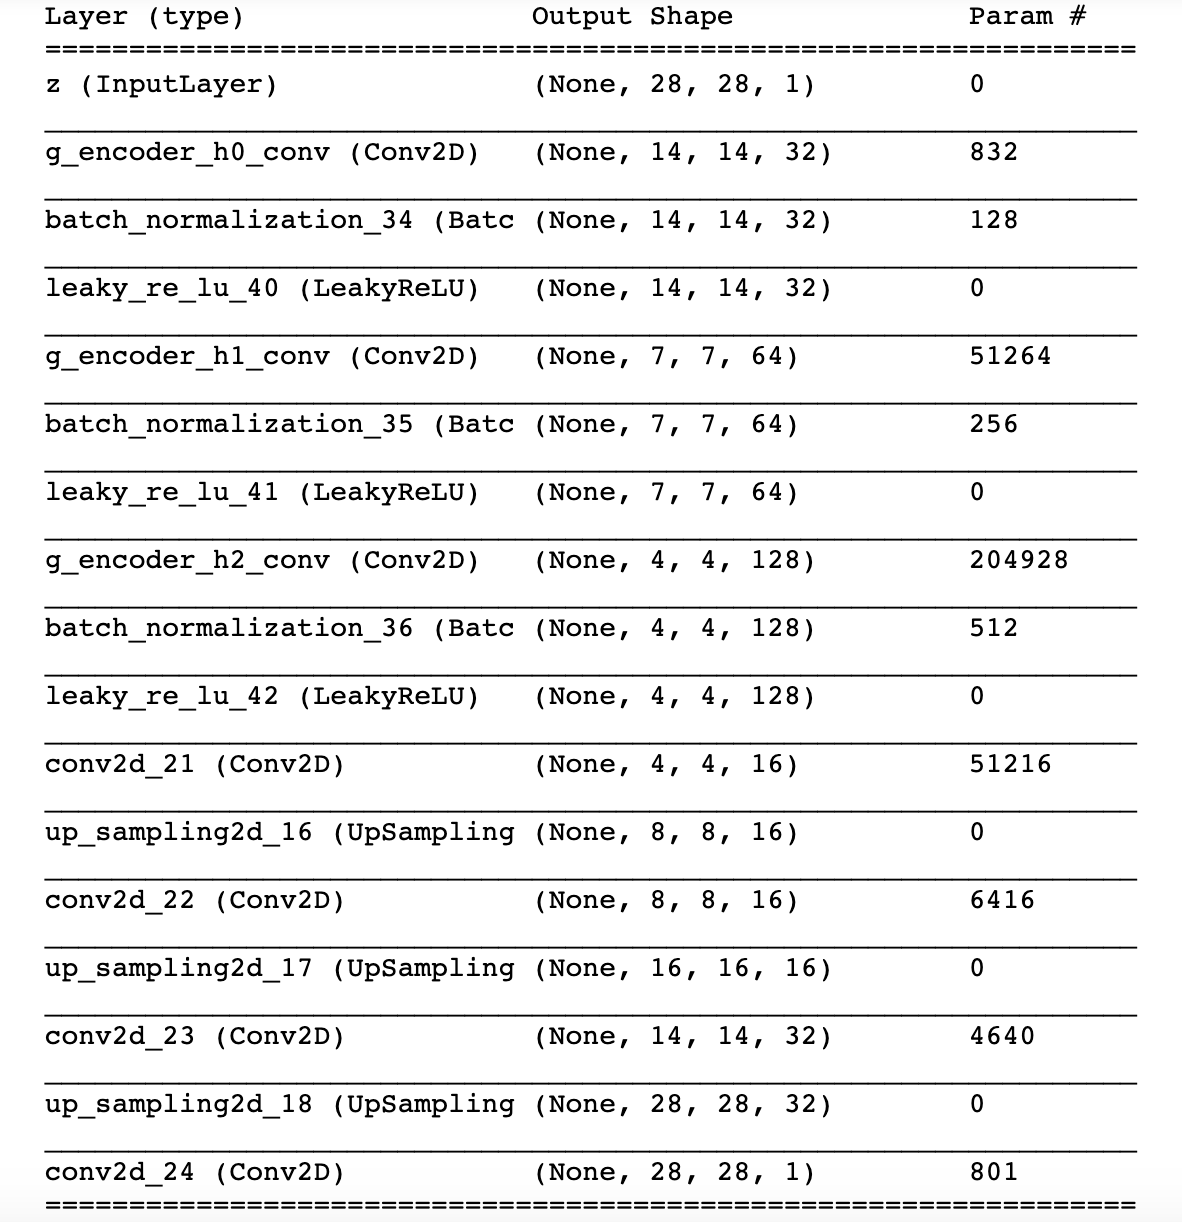 Layer (type) Output Shape Param #
=================================================================
z (InputLayer) (None, 28, 28, 1) 0
_________________________________________________________________
g_encoder_h0_conv (Conv2D) (None, 14, 14, 32) 832
_________________________________________________________________
batch_normalization_34 (Batc (None, 14, 14, 32) 128
_________________________________________________________________
leaky_re_lu_40 (LeakyReLU) (None, 14, 14, 32) 0
_________________________________________________________________
g_encoder_h1_conv (Conv2D) (None, 7, 7, 64) 51264
_________________________________________________________________
batch_normalization_35 (Batc (None, 7, 7, 64) 256
_________________________________________________________________
leaky_re_lu_41 (LeakyReLU) (None, 7, 7, 64) 0
_________________________________________________________________
g_encoder_h2_conv (Conv2D) (None, 4, 4, 128) 204928
_________________________________________________________________
batch_normalization_36 (Batc (None, 4, 4, 128) 512
_________________________________________________________________
leaky_re_lu_42 (LeakyReLU) (None, 4, 4, 128) 0
_________________________________________________________________
conv2d_21 (Conv2D) (None, 4, 4, 16) 51216
_________________________________________________________________
up_sampling2d_16 (UpSampling (None, 8, 8, 16) 0
_________________________________________________________________
conv2d_22 (Conv2D) (None, 8, 8, 16) 6416
_________________________________________________________________
up_sampling2d_17 (UpSampling (None, 16, 16, 16) 0
_________________________________________________________________
conv2d_23 (Conv2D) (None, 14, 14, 32) 4640
_________________________________________________________________
up_sampling2d_18 (UpSampling (None, 28, 28, 32) 0
_________________________________________________________________
conv2d_24 (Conv2D) (None, 28, 28, 1) 801
=================================================================